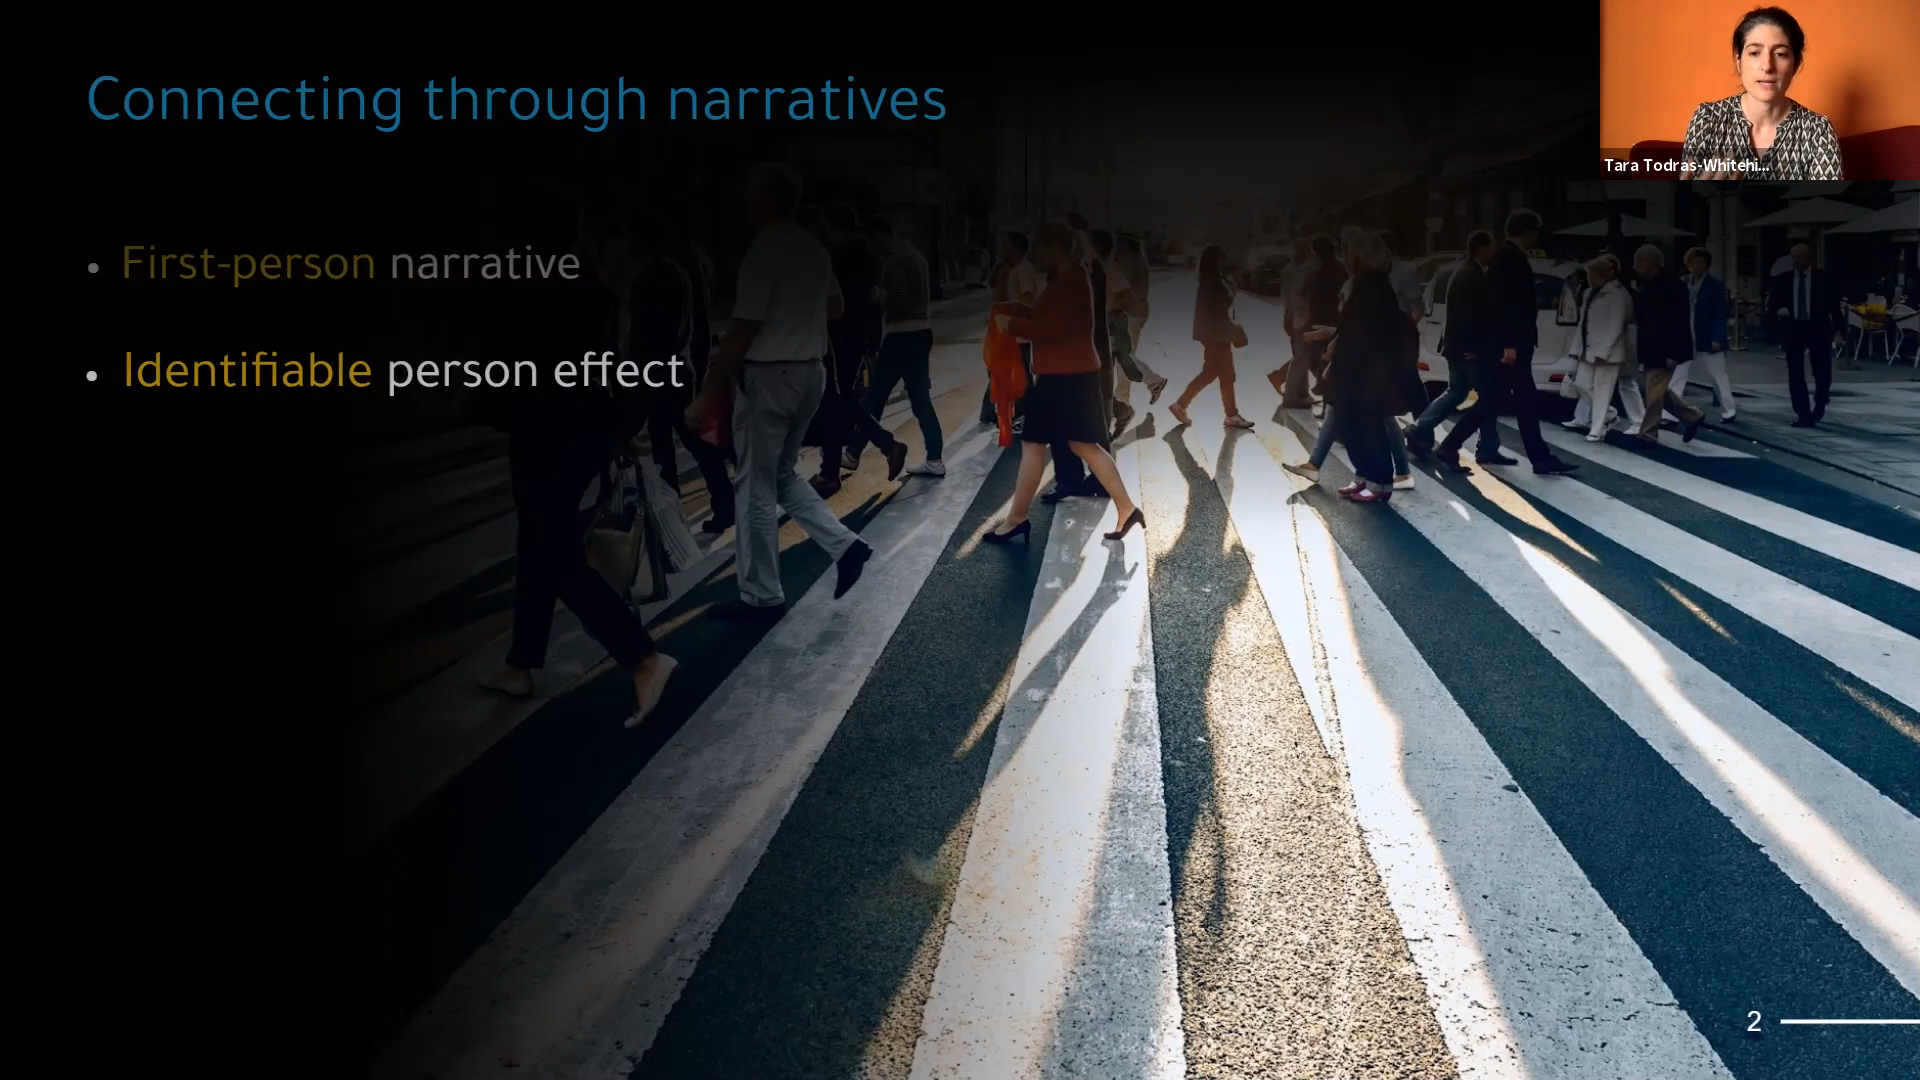 Connecting through narratives
Tara Todras-Whitehi...
• First-person narrative
• Identifiable person effect
2